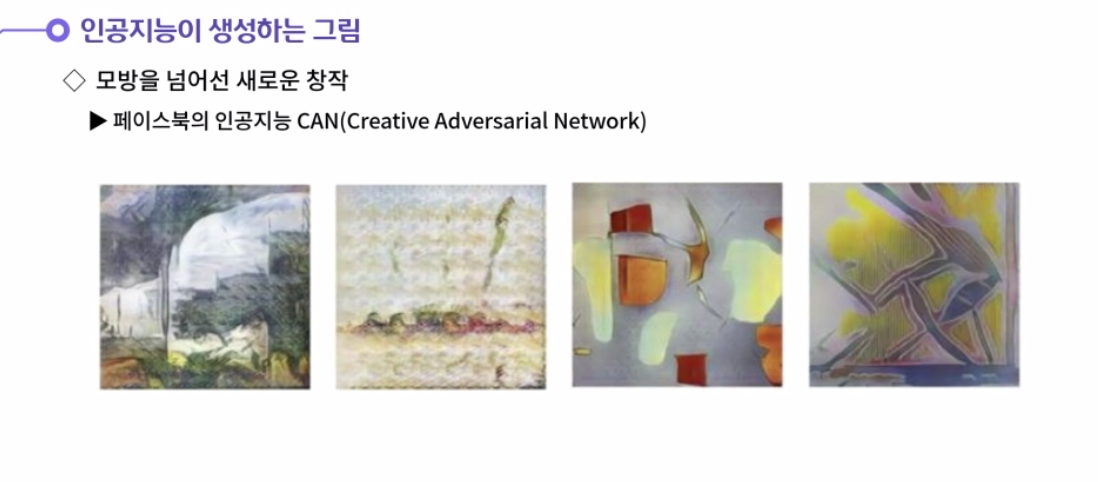 인공지능이 생성하는 그림
◇ 모방을 넘어선 새로운 창작
▶ 페이스북의 인공지능 CAN(Creative Adversarial Network)